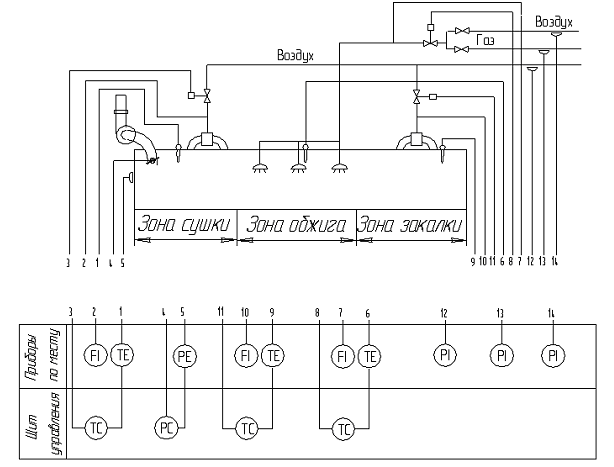 Воздух
Газ
Воздух
Зона сушки
Зона обжига
Зона закалки
3 2 1 4 5 9 10 11 6 8 7 12 13 14
3 2 1 4 5 11 10 9 8 7 6 12 13 14
Приборы по месту
FI TE PE FI TE FI TE PI PI PI
Щит управления
TC PC TC TC